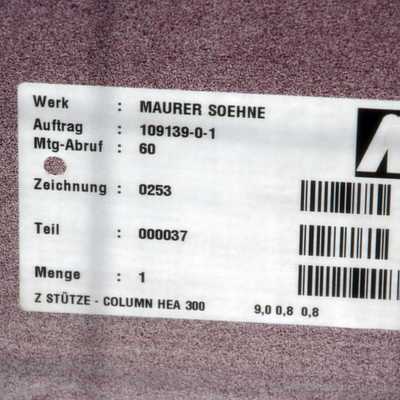 Werk : MAURER SOEHNE
Auftrag : 109139-0-1
Mtg-Abruf : 60
Zeichnung : 0253
Teil : 000037
Menge : 1
Z STÜTZE - COLUMN HEA 300 9,0 0,8 0,8